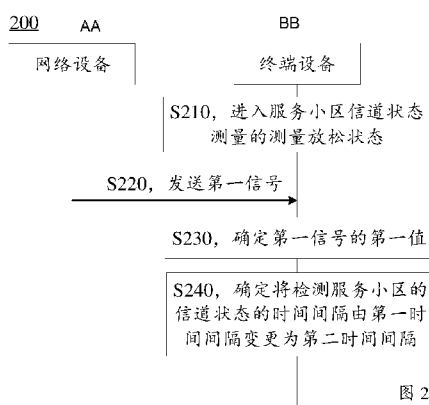 200 AA BB
网络设备 终端设备
S210，进入服务小区信道状态
测量的测量放松状态
S220，发送第一信号
S230，确定第一信号的第一值
S240，确定将检测服务小区的
信道状态的时间间隔由第一时
间间隔变更为第二时间间隔
图 2